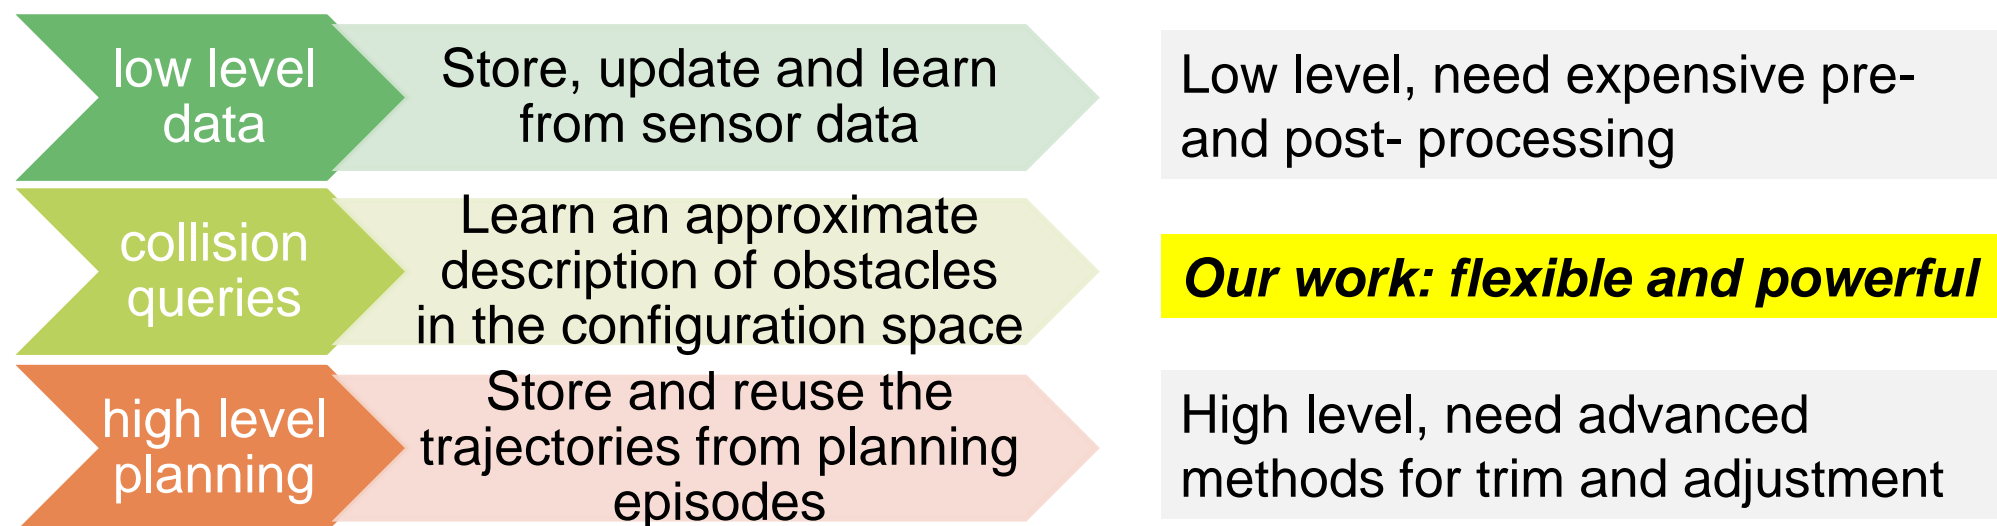 low level
data
Store, update and learn
from sensor data
Low level, need expensive pre-
and post- processing
collision
queries
Learn an approximate
description of obstacles
in the configuration space
Our work: flexible and powerful
high level
planning
Store and reuse the
trajectories from planning
episodes
High level, need advanced
methods for trim and adjustment